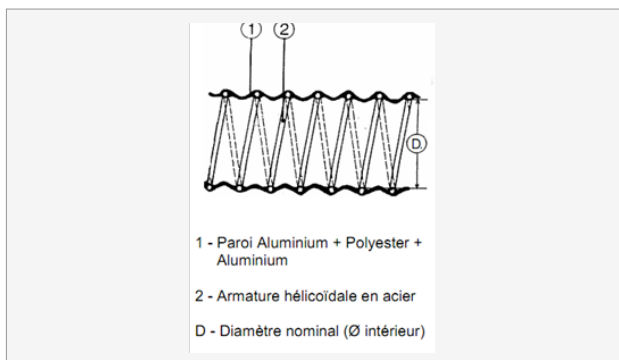 1 2
D
1 - Paroi Aluminium + Polyester +
Aluminium
2 - Armature hélicoïdale en acier
D - Diamètre nominal (Ø intérieur)